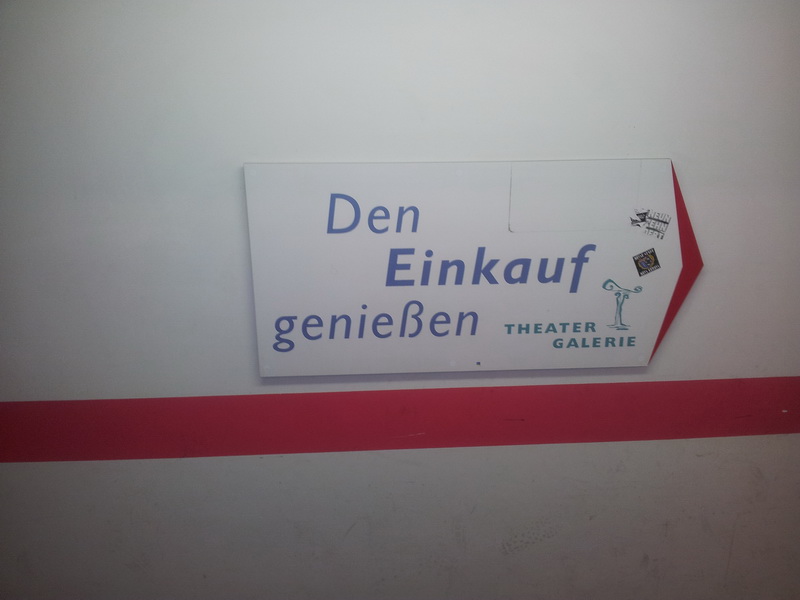 Den
Einkauf
genießen
THEATER
GALERIE